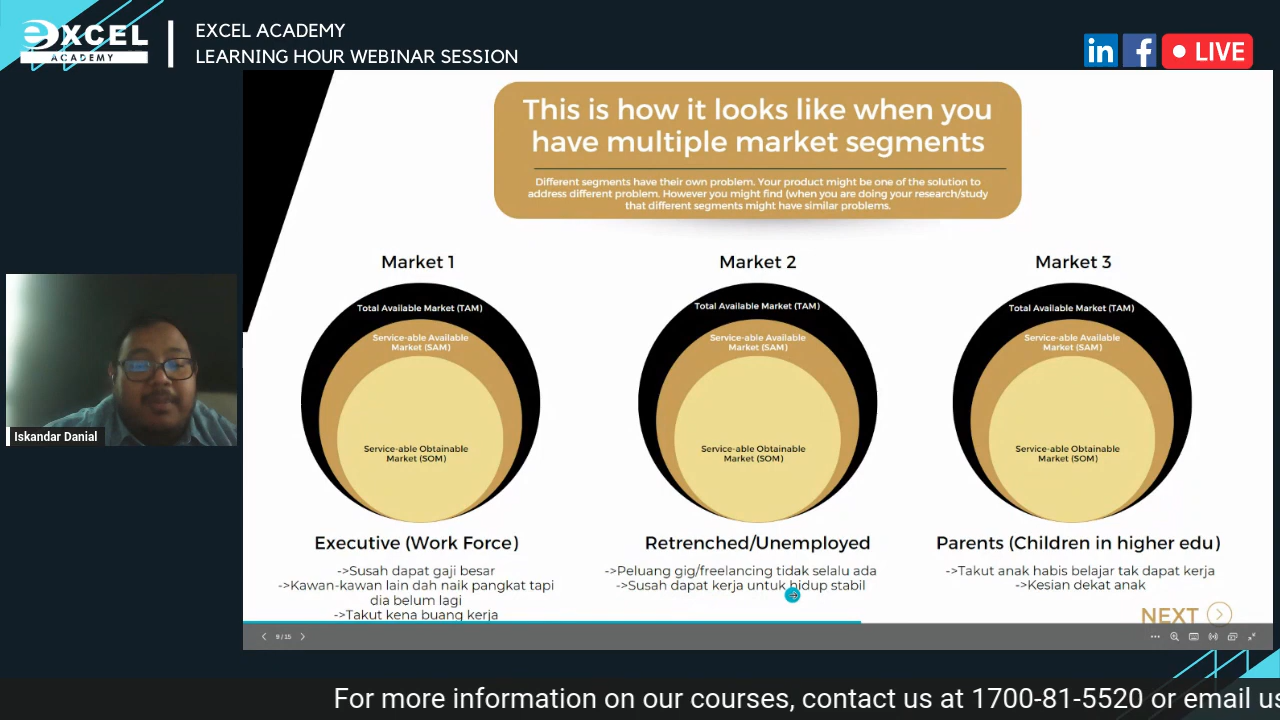 eXCEL
ACADEMY
EXCEL ACADEMY
LEARNING HOUR WEBINAR SESSION
in
f
LIVE
This is how it looks like when you
have multiple market segments
Different segments have their own problem. Your product might be one of the solution to
address different problem. However you might find (when you are doing your research/study
that different segments might have similar problems.
Market 1
Total Available Market (TAM)
Service-able Available
Market (SAM)
Service-able Obtainable
Market (SOM)
Executive (Work Force)
->Susah dapat gaji besar
->Kawan-kawan lain dah naik pangkat tapi
dia belum lagi
->Takut kena buang kerja
Market 2
Total Available Market (TAM)
Service-able Available
Market (SAM)
Service-able Obtainable
Market (SOM)
Retrenched/Unemployed
->Peluang gig/freelancing tidak selalu ada
->Susah dapat kerja untuk hidup stabil
Market 3
Total Available Market (TAM)
Service-able Available
Market (SAM)
Service-able Obtainable
Market (SOM)
Parents (Children in higher edu)
->Takut anak habis belajar tak dapat kerja
->Kesian dekat anak
NEXT
9 / 15
Iskandar Danial
For more information on our courses, contact us at 1700-81-5520 or email us